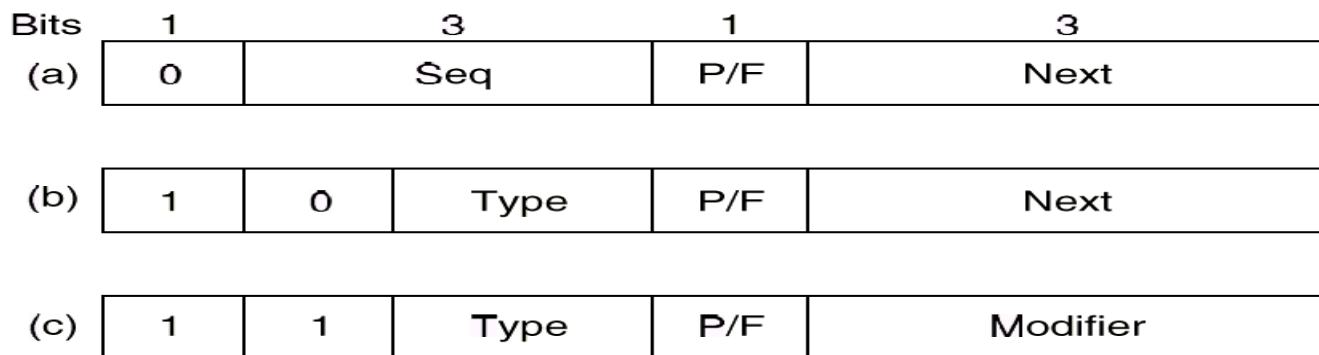 Bits 1 3 1 3
(a) 0 Seq P/F Next
(b) 1 0 Type P/F Next
(c) 1 1 Type P/F Modifier